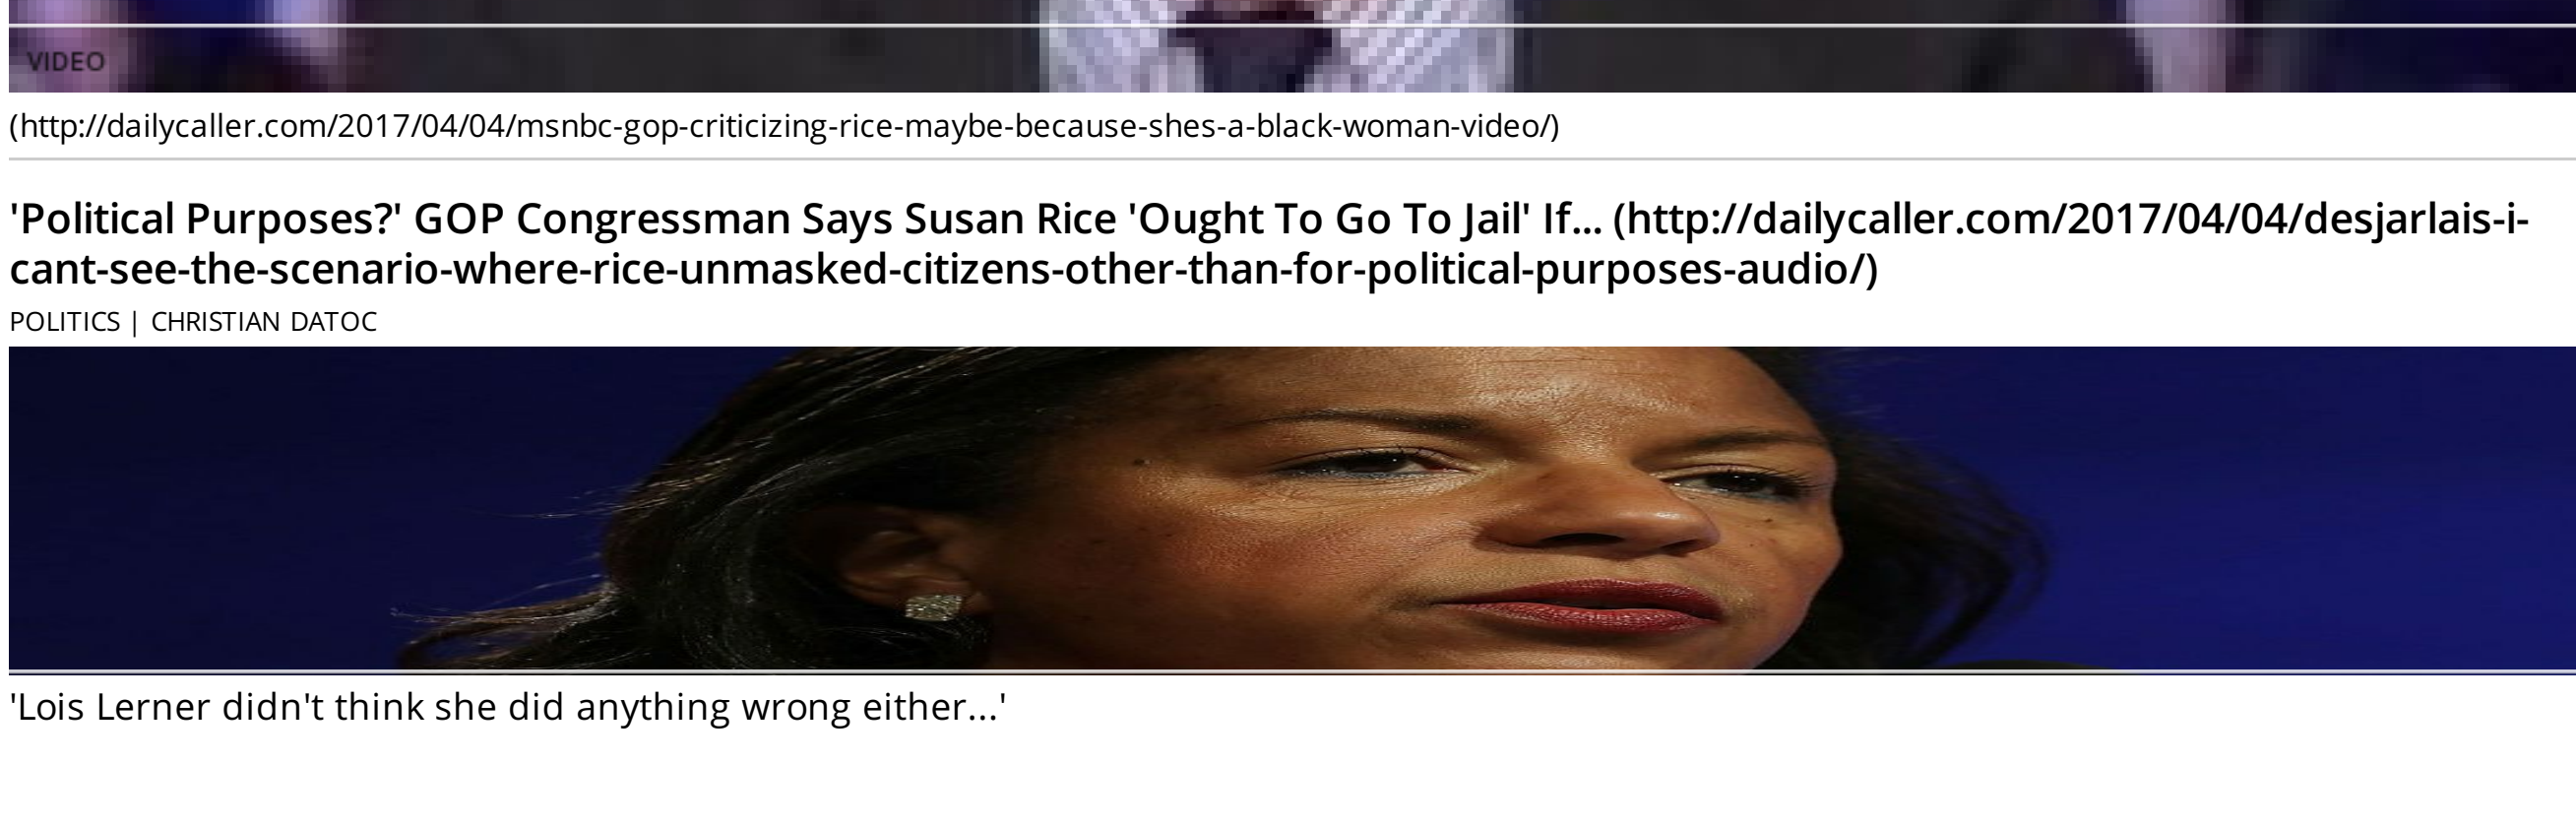 VIDEO
(http://dailycaller.com/2017/04/04/msnbc-gop-criticizing-rice-maybe-because-shes-a-black-woman-video/)
'Political Purposes?' GOP Congressman Says Susan Rice 'Ought To Go To Jail' If... (http://dailycaller.com/2017/04/04/desjarlais-i-
cant-see-the-scenario-where-rice-unmasked-citizens-other-than-for-political-purposes-audio/)
POLITICS | CHRISTIAN DATOC
'Lois Lerner didn't think she did anything wrong either...'